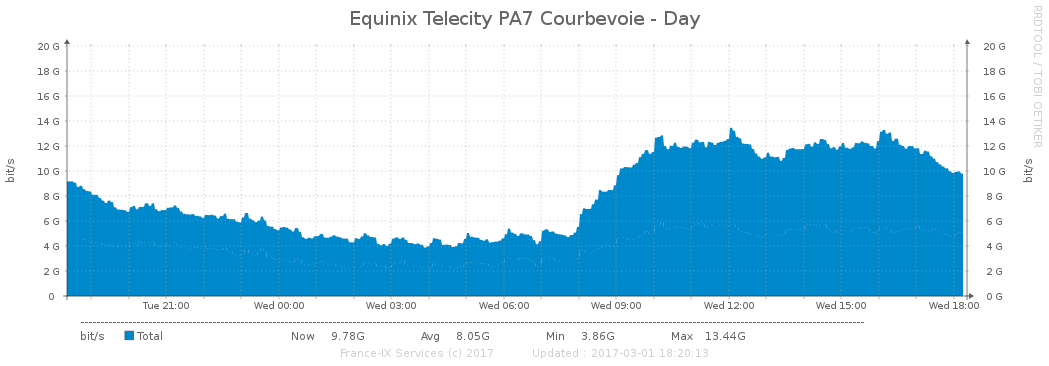 Equinix Telecity PA7 Courbevoie - Day
RRDTOOL / TOBI OETIKER
bit/s
20 G 20 G
18 G 18 G
16 G 16 G
14 G 14 G
12 G 12 G
10 G 10 G
8 G 8 G
6 G 6 G
4 G 4 G
2 G 2 G
0 0 G
bit/s
Tue 21:00 Wed 00:00 Wed 03:00 Wed 06:00 Wed 09:00 Wed 12:00 Wed 15:00 Wed 18:00
bit/s Total Now 9.78G Avg 8.05G Min 3.86G Max 13.44G
France-IX Services (c) 2017 Updated : 2017-03-01 18:20:13